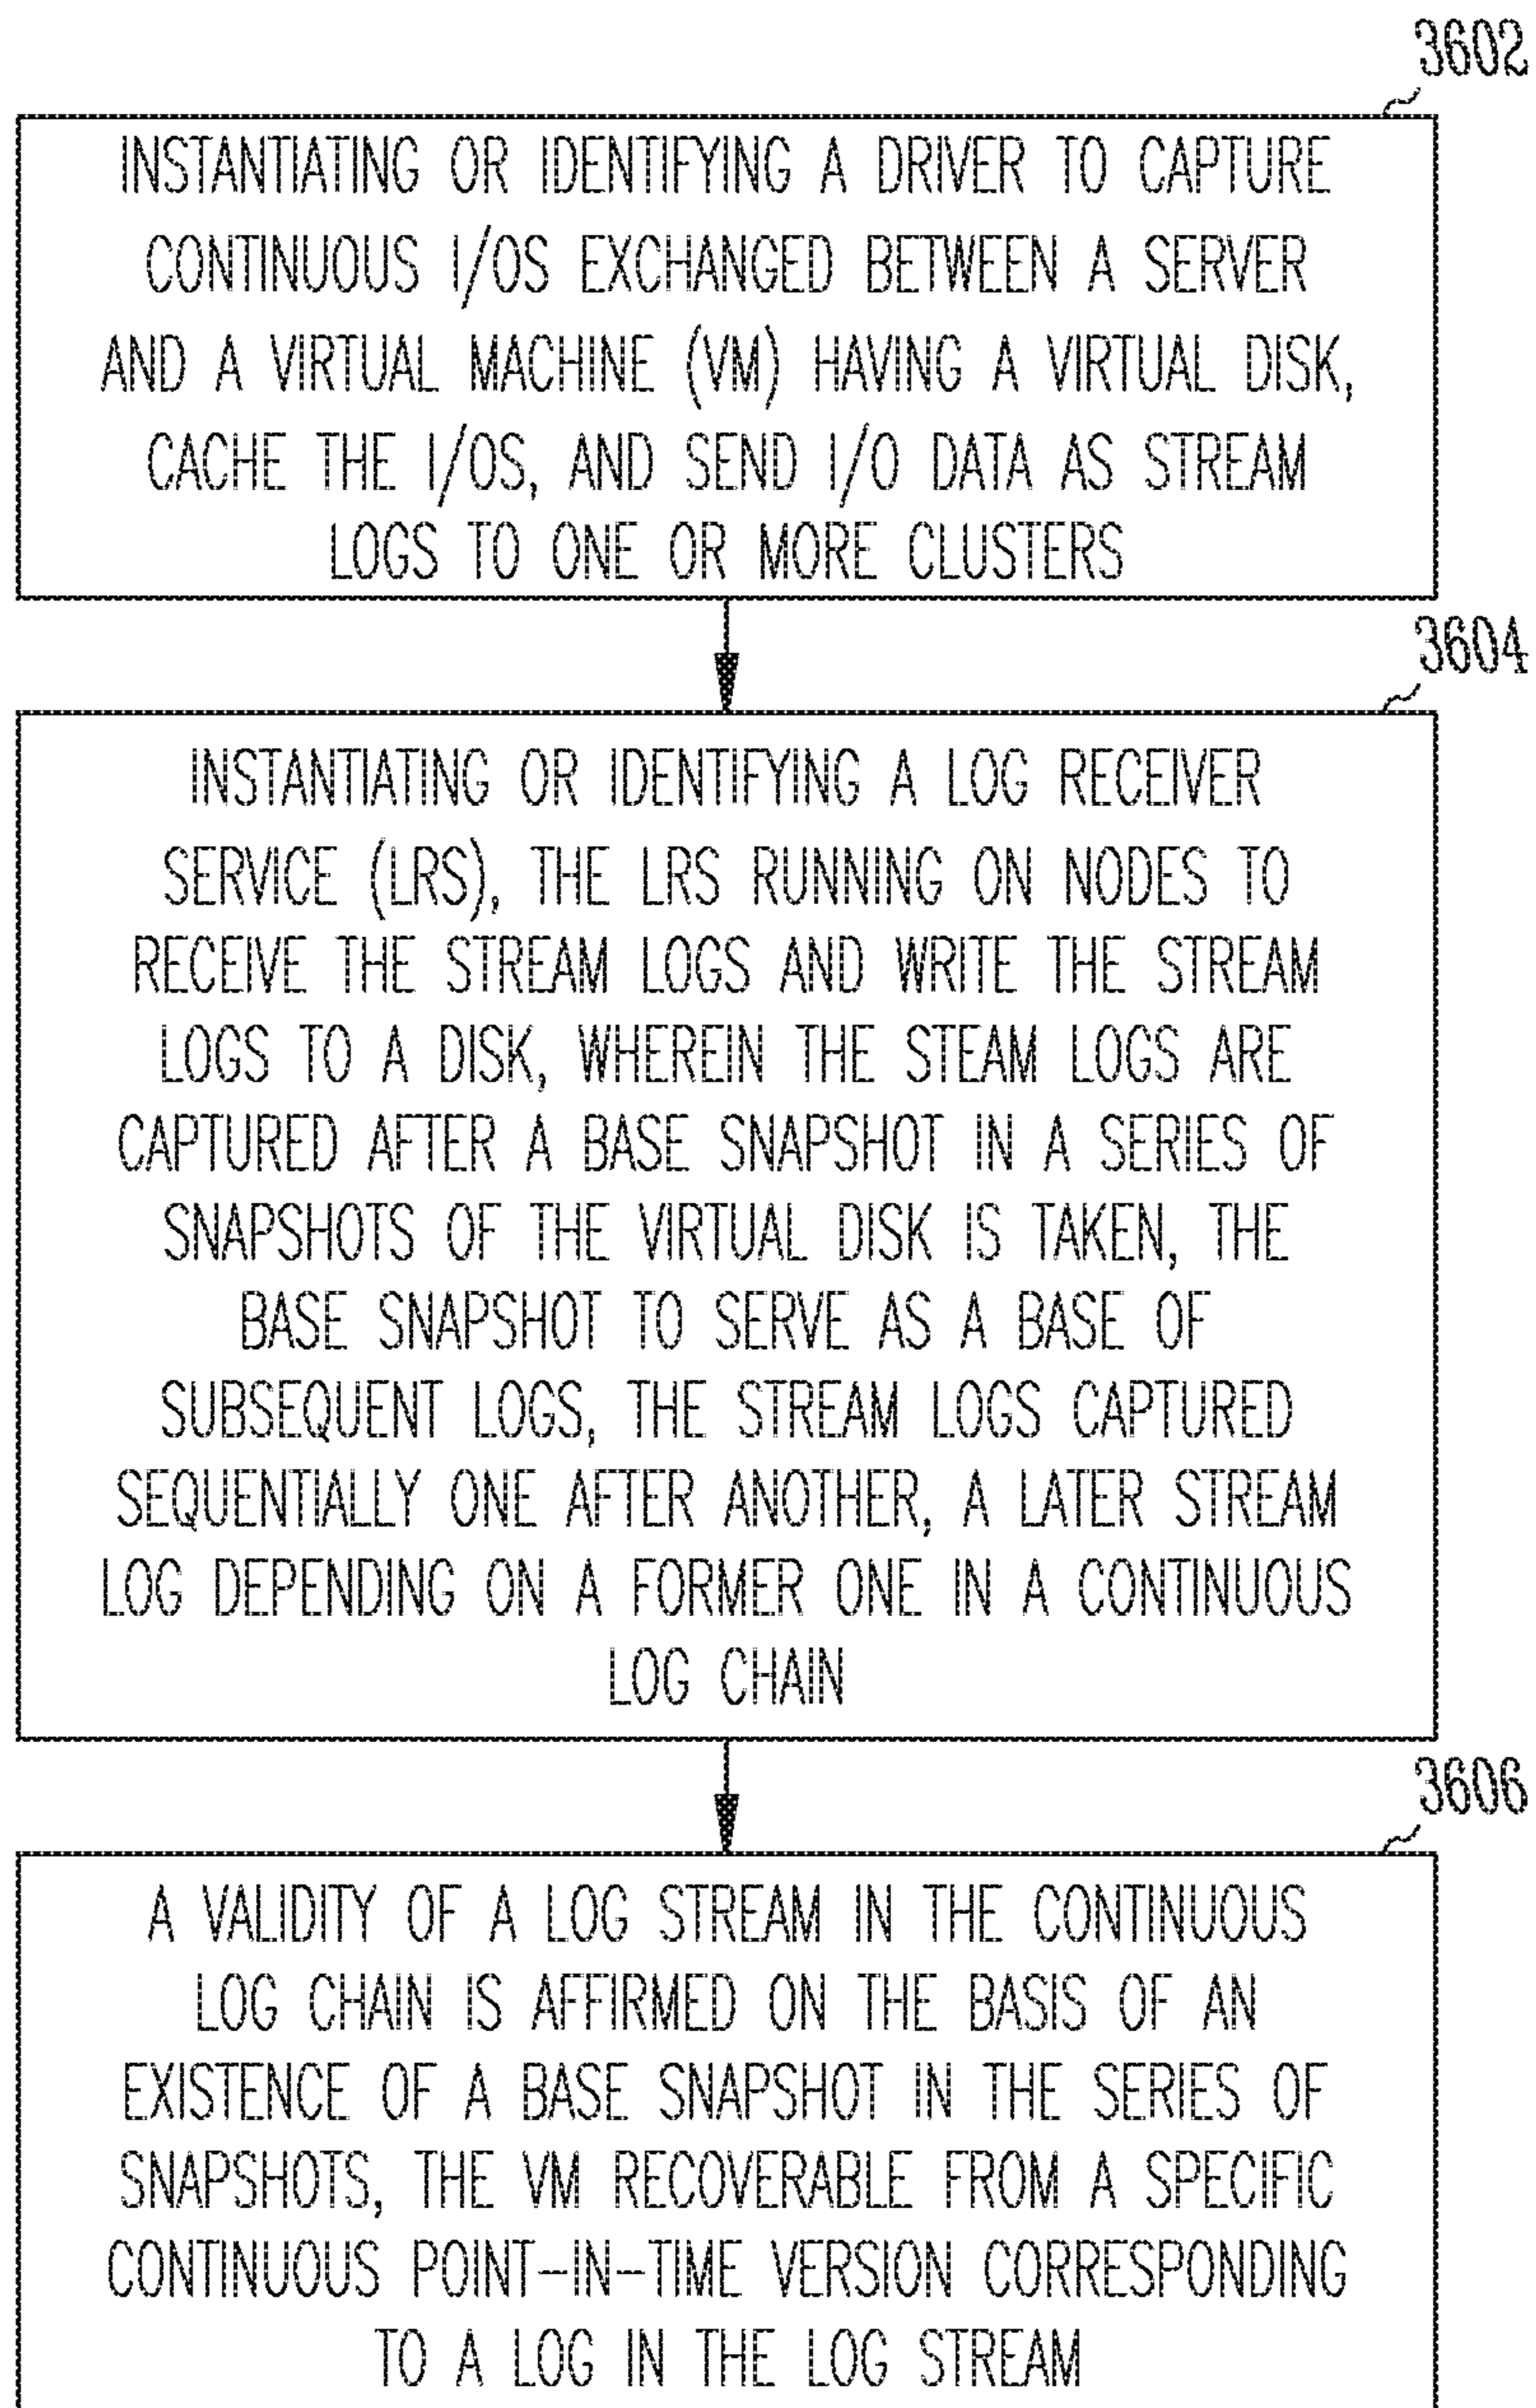 3602
INSTANTIATING OR IDENTIFYING A DRIVER TO CAPTURE
CONTINUOUS I/OS EXCHANGED BETWEEN A SERVER
AND A VIRTUAL MACHINE (VM) HAVING A VIRTUAL DISK,
CACHE THE I/OS, AND SEND I/O DATA AS STREAM
LOGS TO ONE OR MORE CLUSTERS
3604
INSTANTIATING OR IDENTIFYING A LOG RECEIVER
SERVICE (LRS), THE LRS RUNNING ON NODES TO
RECEIVE THE STREAM LOGS AND WRITE THE STREAM
LOGS TO A DISK, WHEREIN THE STEAM LOGS ARE
CAPTURED AFTER A BASE SNAPSHOT IN A SERIES OF
SNAPSHOTS OF THE VIRTUAL DISK IS TAKEN, THE
BASE SNAPSHOT TO SERVE AS A BASE OF
SUBSEQUENT LOGS, THE STREAM LOGS CAPTURED
SEQUENTIALLY ONE AFTER ANOTHER, A LATER STREAM
LOG DEPENDING ON A FORMER ONE IN A CONTINUOUS
LOG CHAIN
3606
A VALIDITY OF A LOG STREAM IN THE CONTINUOUS
LOG CHAIN IS AFFIRMED ON THE BASIS OF AN
EXISTENCE OF A BASE SNAPSHOT IN THE SERIES OF
SNAPSHOTS, THE VM RECOVERABLE FROM A SPECIFIC
CONTINUOUS POINT-IN-TIME VERSION CORRESPONDING
TO A LOG IN THE LOG STREAM